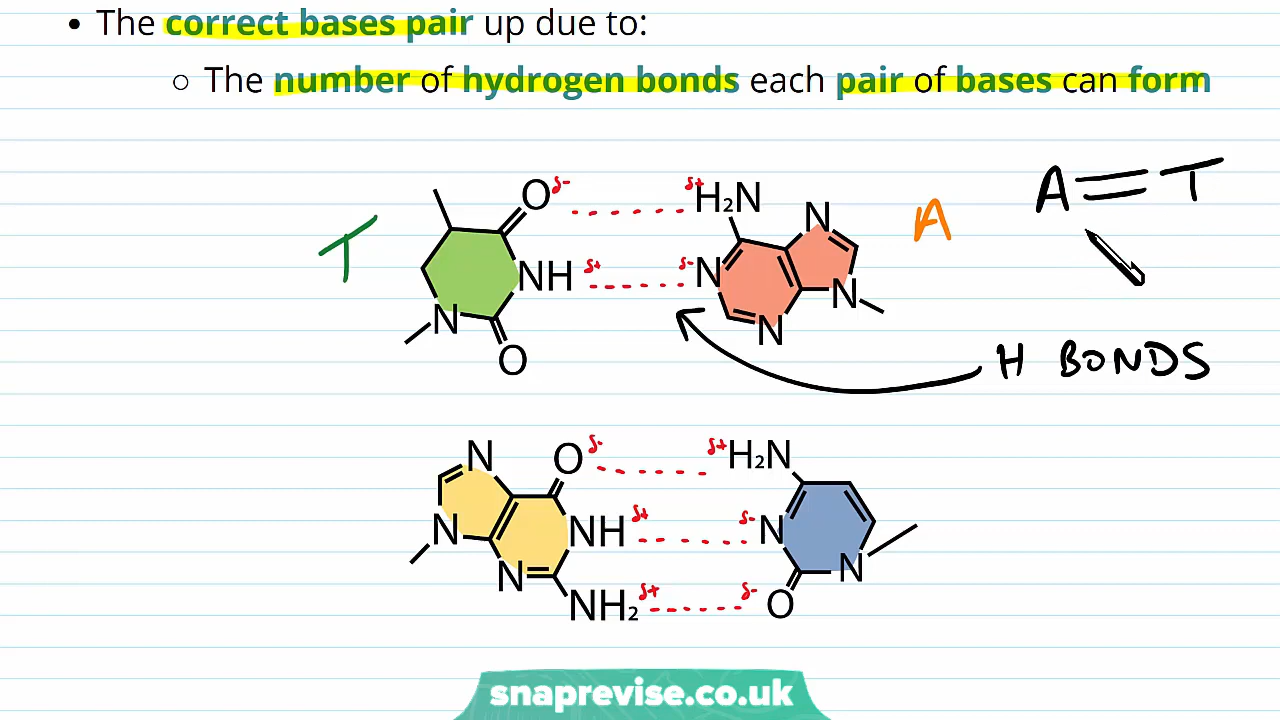 • The correct bases pair up due to:
○ The number of hydrogen bonds each pair of bases can form
T
O δ- δ+ H₂N N
A
A = T
NH δ+ δ- N
N N N
O
H BONDS
N O δ- δ+ H₂N
N NH δ+ δ- N
N N
NH₂ δ+ δ- O
snaprevise.co.uk